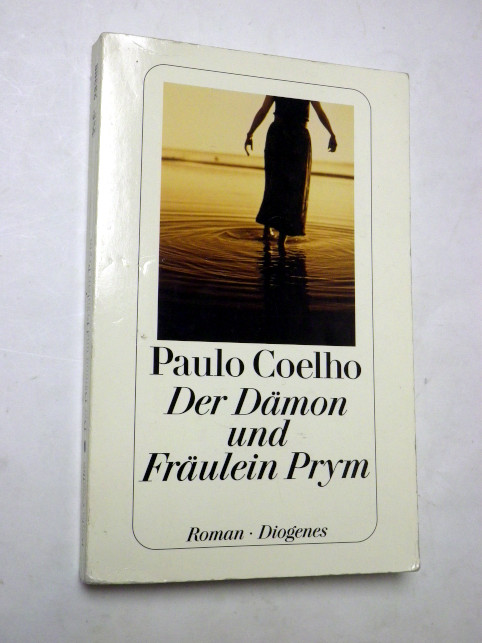 Paulo Coelho
Der Dämon
und
Fräulein Prym
Roman · Diogenes